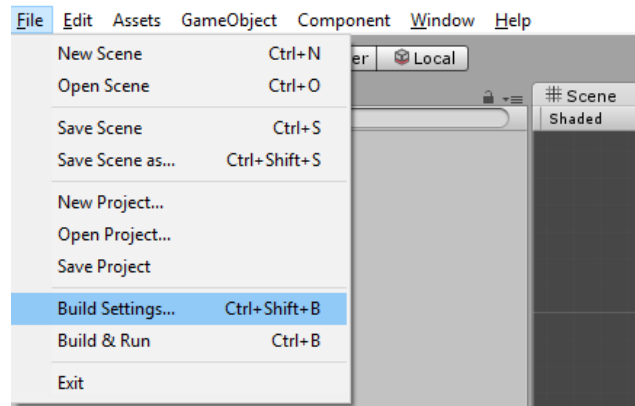 File Edit Assets GameObject Component Window Help
New Scene Ctrl+N
er Local
Open Scene Ctrl+O
Scene
Save Scene Ctrl+S
Shaded
Save Scene as... Ctrl+Shift+S
New Project...
Open Project...
Save Project
Build Settings... Ctrl+Shift+B
Build & Run Ctrl+B
Exit